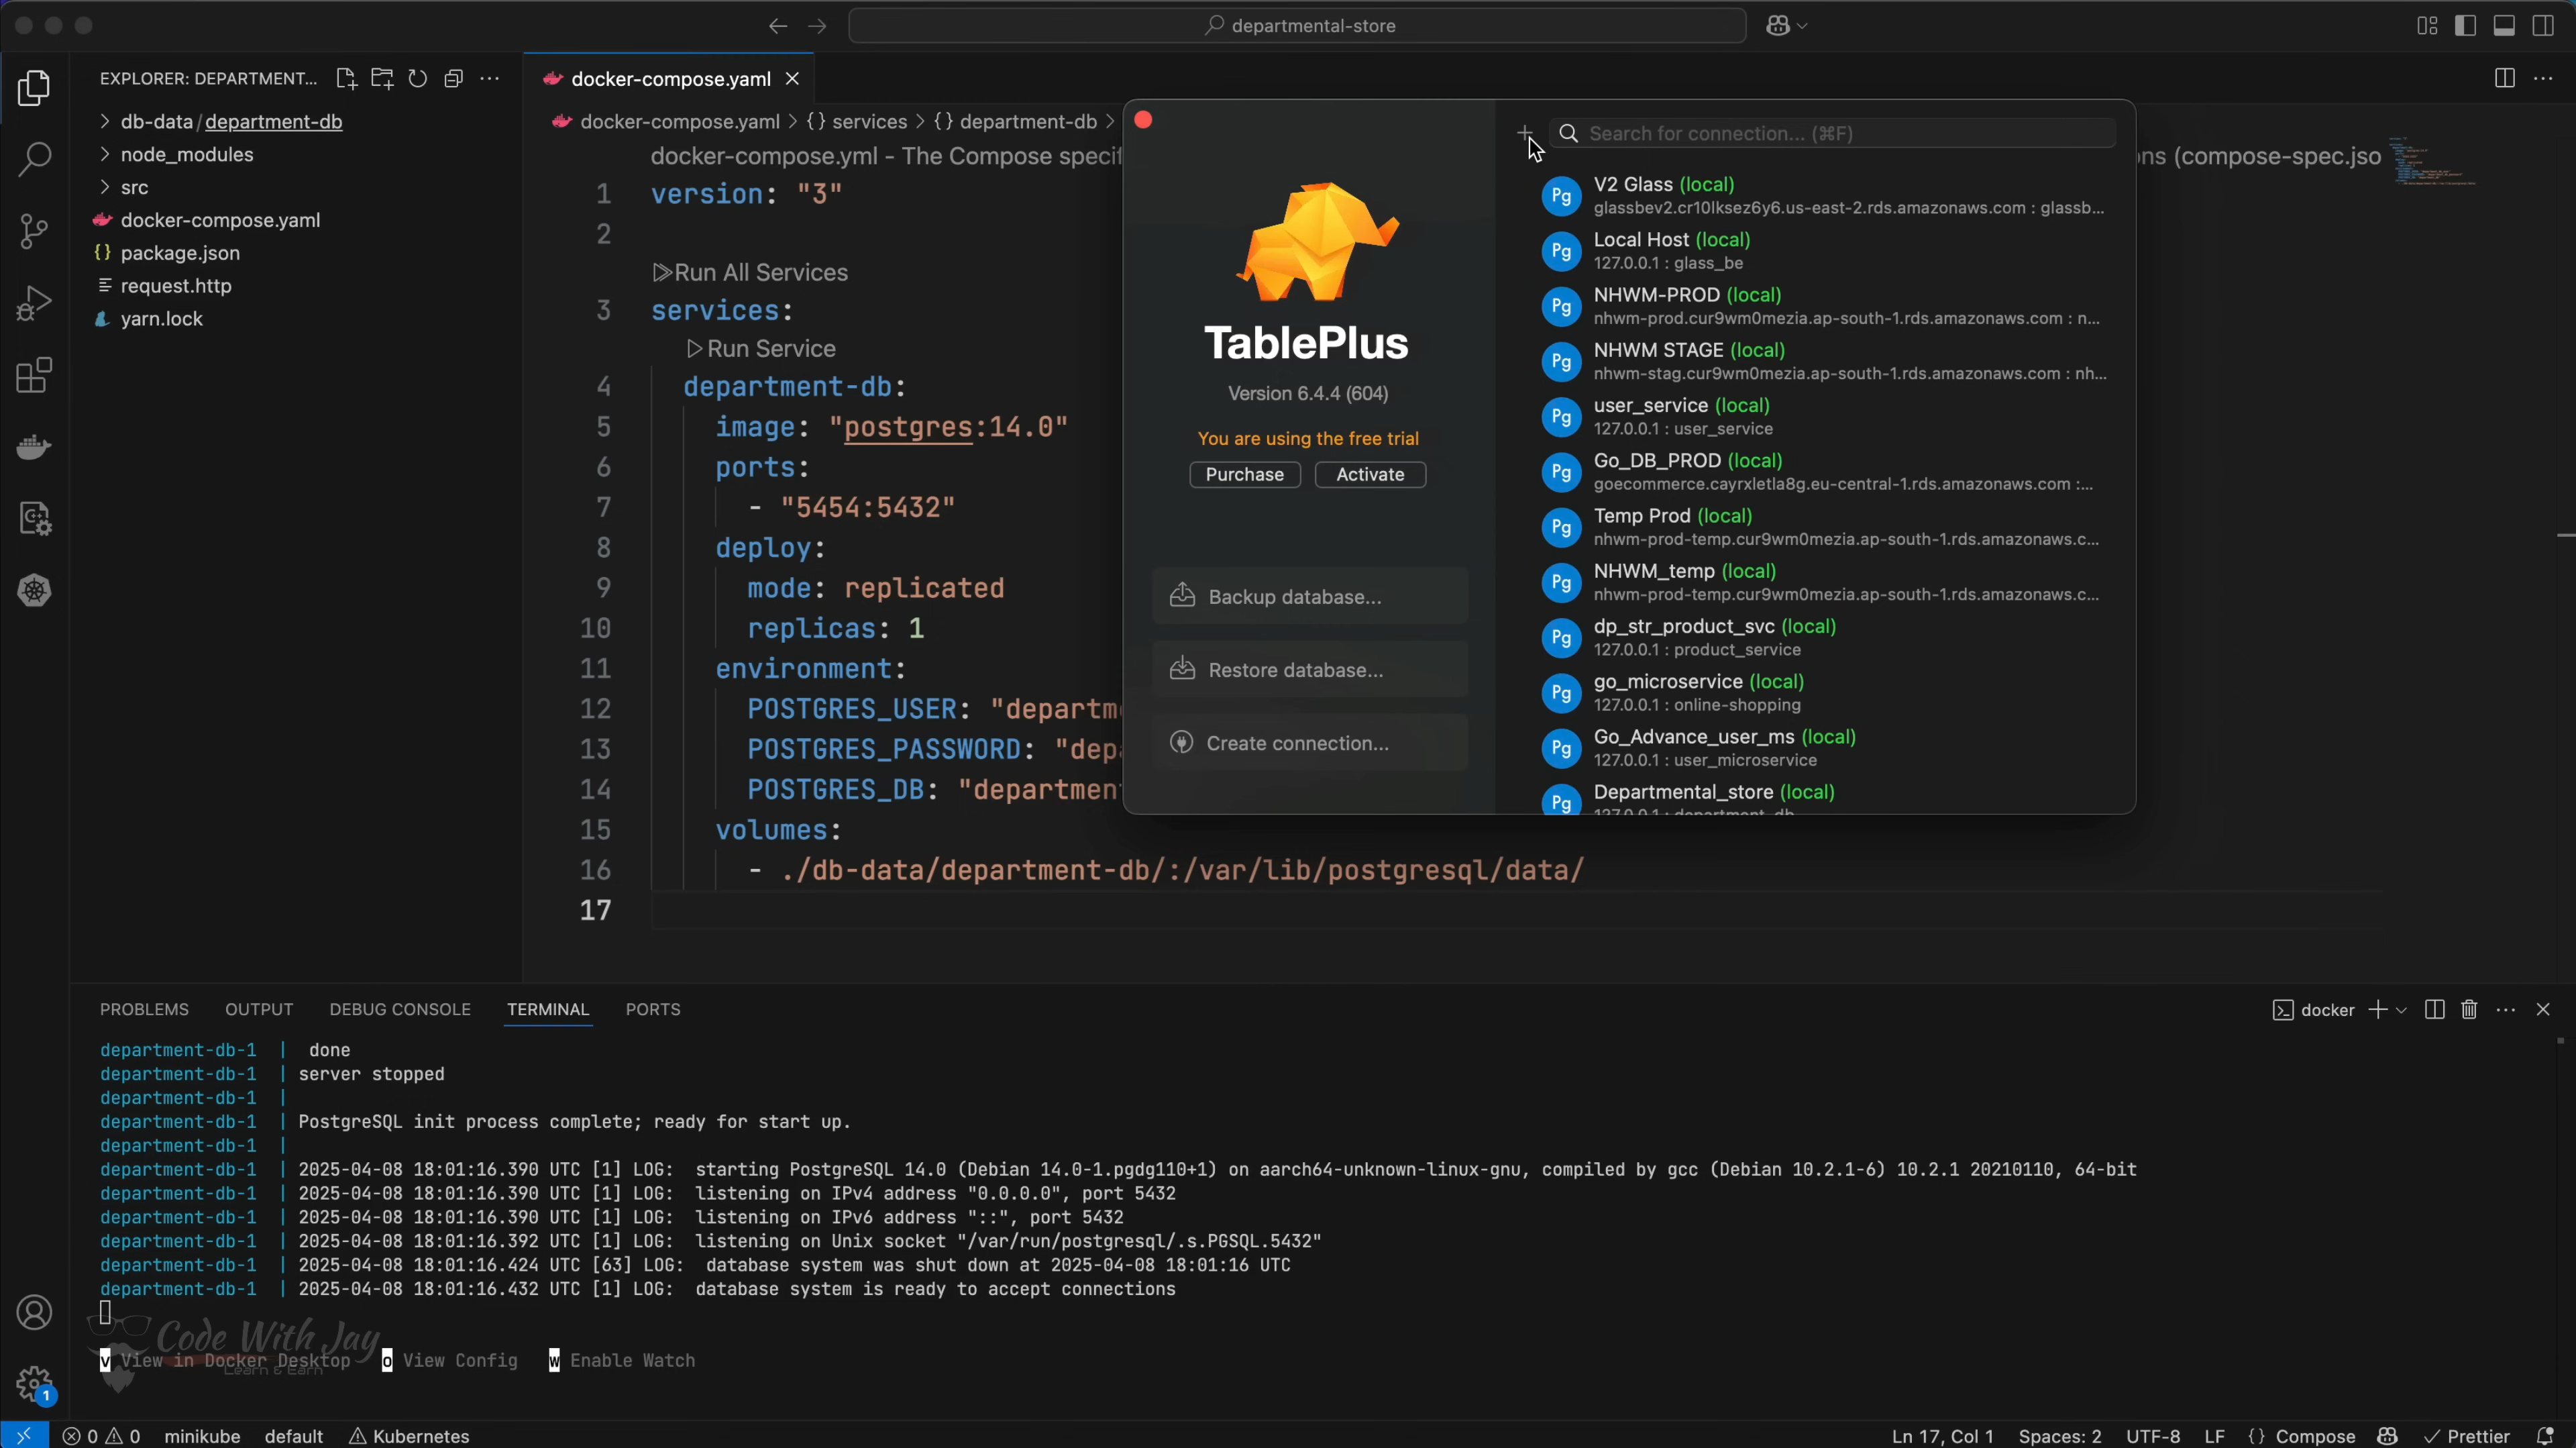 departmental-store
EXPLORER: DEPARTMENT...
db-data/department-db
node_modules
src
docker-compose.yaml
package.json
request.http
yarn.lock
docker-compose.yaml
docker-compose.yaml > {} services > {} department-db >
docker-compose.yml - The Compose specif
ns (compose-spec.jso
1 version: "3"
2
Run All Services
3 services:
Run Service
4 department-db:
5 image: "postgres:14.0"
6 ports:
7 - "5454:5432"
8 deploy:
9 mode: replicated
10 replicas: 1
11 environment:
12 POSTGRES_USER: "departm
13 POSTGRES_PASSWORD: "dep
14 POSTGRES_DB: "departmen
15 volumes:
16 - ./db-data/department-db/:/var/lib/postgresql/data/
17
TablePlus
Version 6.4.4 (604)
You are using the free trial
Purchase
Activate
Backup database...
Restore database...
Create connection...
Search for connection... (⌘F)
Pg V2 Glass (local)
glassbev2.cr10lksez6y6.us-east-2.rds.amazonaws.com : glassb...
Pg Local Host (local)
127.0.0.1 : glass_be
Pg NHWM-PROD (local)
nhwm-prod.cur9wm0mezia.ap-south-1.rds.amazonaws.com : n...
Pg NHWM STAGE (local)
nhwm-stag.cur9wm0mezia.ap-south-1.rds.amazonaws.com : nh...
Pg user_service (local)
127.0.0.1 : user_service
Pg Go_DB_PROD (local)
goecommerce.cayrxletla8g.eu-central-1.rds.amazonaws.com :...
Pg Temp Prod (local)
nhwm-prod-temp.cur9wm0mezia.ap-south-1.rds.amazonaws.c...
Pg NHWM_temp (local)
nhwm-prod-temp.cur9wm0mezia.ap-south-1.rds.amazonaws.c...
Pg dp_str_product_svc (local)
127.0.0.1 : product_service
Pg go_microservice (local)
127.0.0.1 : online-shopping
Pg Go_Advance_user_ms (local)
127.0.0.1 : user_microservice
Pg Departmental_store (local)
127.0.0.1 : department_db
PROBLEMS OUTPUT DEBUG CONSOLE TERMINAL PORTS
docker
department-db-1 | done
department-db-1 | server stopped
department-db-1 |
department-db-1 | PostgreSQL init process complete; ready for start up.
department-db-1 |
department-db-1 | 2025-04-08 18:01:16.390 UTC [1] LOG: starting PostgreSQL 14.0 (Debian 14.0-1.pgdg110+1) on aarch64-unknown-linux-gnu, compiled by gcc (Debian 10.2.1-6) 10.2.1 20210110, 64-bit
department-db-1 | 2025-04-08 18:01:16.390 UTC [1] LOG: listening on IPv4 address "0.0.0.0", port 5432
department-db-1 | 2025-04-08 18:01:16.390 UTC [1] LOG: listening on IPv6 address "::", port 5432
department-db-1 | 2025-04-08 18:01:16.392 UTC [1] LOG: listening on Unix socket "/var/run/postgresql/.s.PGSQL.5432"
department-db-1 | 2025-04-08 18:01:16.424 UTC [63] LOG: database system was shut down at 2025-04-08 18:01:16 UTC
department-db-1 | 2025-04-08 18:01:16.432 UTC [1] LOG: database system is ready to accept connections
Code With Jay
Learn & Earn
v View in Docker Desktop o View Config w Enable Watch
1
0 0 minikube default Kubernetes
Ln 17, Col 1 Spaces: 2 UTF-8 LF {} Compose Prettier